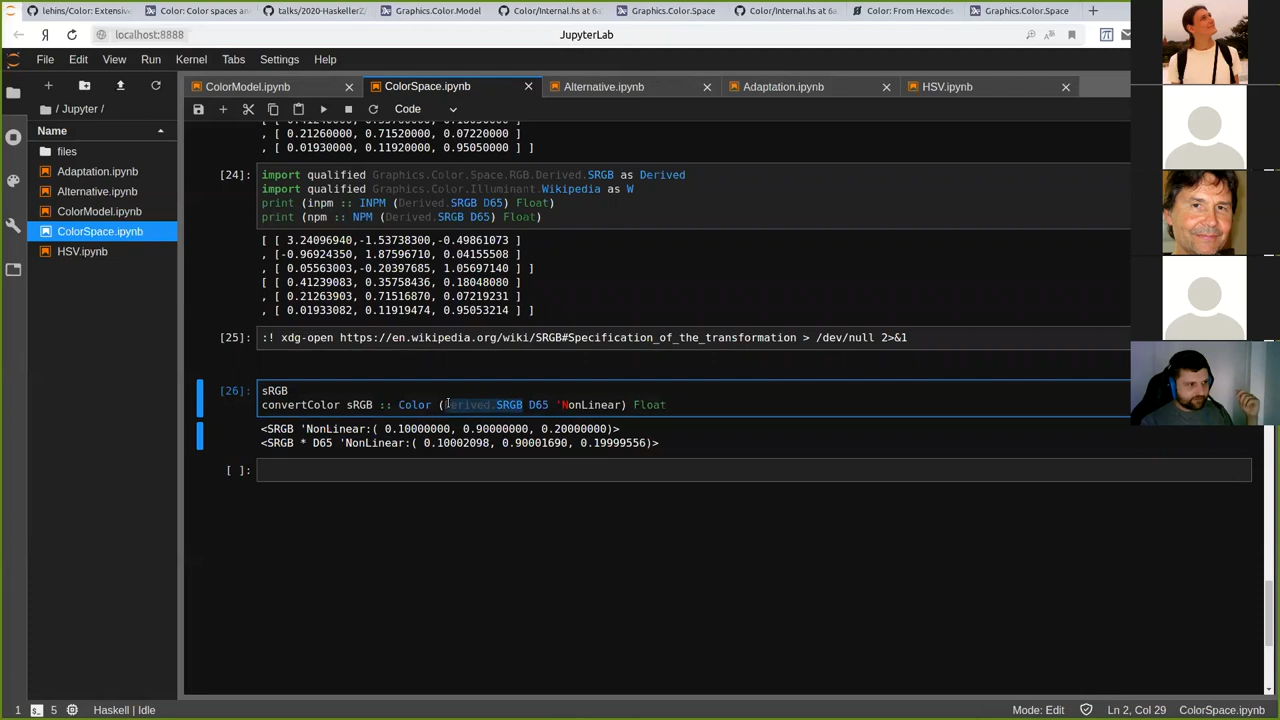 lehins/Color: Extensiv
Color: Color spaces an
talks/2020-HaskellerZ/
Graphics.Color.Model
Color/Internal.hs at 6a
Graphics.Color.Space
Color/Internal.hs at 6a
Color: From Hexcodes
Graphics.Color.Space
localhost:8888
JupyterLab
File Edit View Run Kernel Tabs Settings Help
ColorModel.ipynb
ColorSpace.ipynb
Alternative.ipynb
Adaptation.ipynb
HSV.ipynb
/ Jupyter /
Code
Name
files
Adaptation.ipynb
Alternative.ipynb
ColorModel.ipynb
ColorSpace.ipynb
HSV.ipynb
, [ 0.21260000, 0.71520000, 0.07220000 ]
, [ 0.01930000, 0.11920000, 0.95050000 ] ]
[24]:
import qualified Graphics.Color.Space.RGB.Derived.SRGB as Derived
import qualified Graphics.Color.Illuminant.Wikipedia as W
print (inpm :: INPM (Derived.SRGB D65) Float)
print (npm :: NPM (Derived.SRGB D65) Float)
[ [ 3.24096940,-1.53738300,-0.49861073 ]
, [-0.96924350, 1.87596710, 0.04155508 ]
, [ 0.05563003,-0.20397685, 1.05697140 ] ]
[ [ 0.41239083, 0.35758436, 0.18048080 ]
, [ 0.21263903, 0.71516870, 0.07219231 ]
, [ 0.01933082, 0.11919474, 0.95053214 ] ]
[25]:
:! xdg-open https://en.wikipedia.org/wiki/SRGB#Specification_of_the_transformation > /dev/null 2>&1
[26]:
sRGB
convertColor sRGB :: Color (Derived.SRGB D65 'NonLinear) Float
<SRGB 'NonLinear:( 0.10000000, 0.90000000, 0.20000000)>
<SRGB * D65 'NonLinear:( 0.10002098, 0.90001690, 0.19999556)>
[ ]:
1
5
Haskell | Idle
Mode: Edit
Ln 2, Col 29
ColorSpace.ipynb